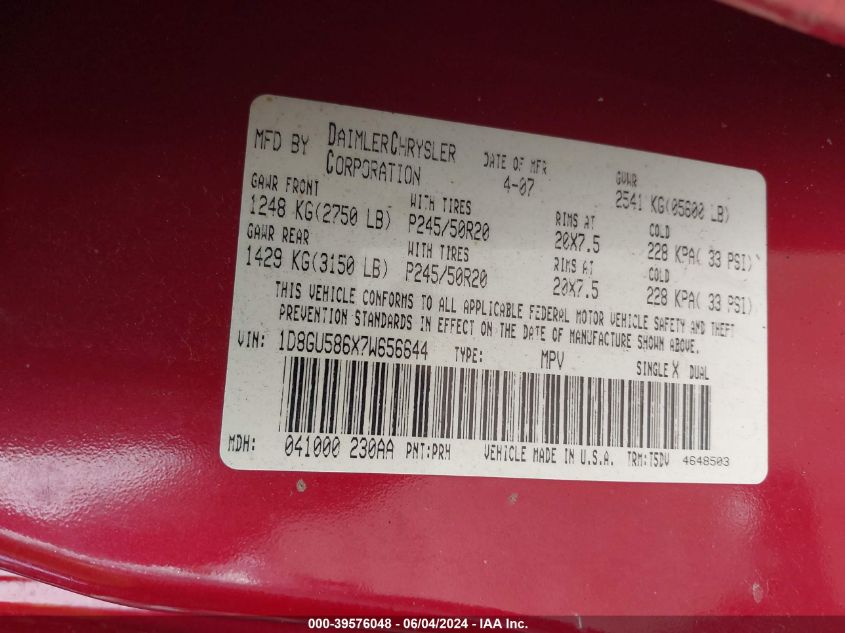 MFD BY DAIMLERCHRYSLER CORPORATION DATE OF MFR 4-07 GVWR 2541 KG(05600 LB)
GAWR FRONT WITH TIRES RIMS AT COLD
1248 KG(2750 LB) P245/50R20 20X7.5 228 KPA( 33 PSI)
GAWR REAR WITH TIRES RIMS AT COLD
1429 KG(3150 LB) P245/50R20 20X7.5 228 KPA( 33 PSI)
THIS VEHICLE CONFORMS TO ALL APPLICABLE FEDERAL MOTOR VEHICLE SAFETY AND THEFT
PREVENTION STANDARDS IN EFFECT ON THE DATE OF MANUFACTURE SHOWN ABOVE.
VIN: 1D8GU586X7W656644 TYPE: MPV SINGLE X DUAL
MDH: 041000 230AA PNT:PRH VEHICLE MADE IN U.S.A. TRM:TSDV 4648503
000-39576048 - 06/04/2024 - IAA Inc.